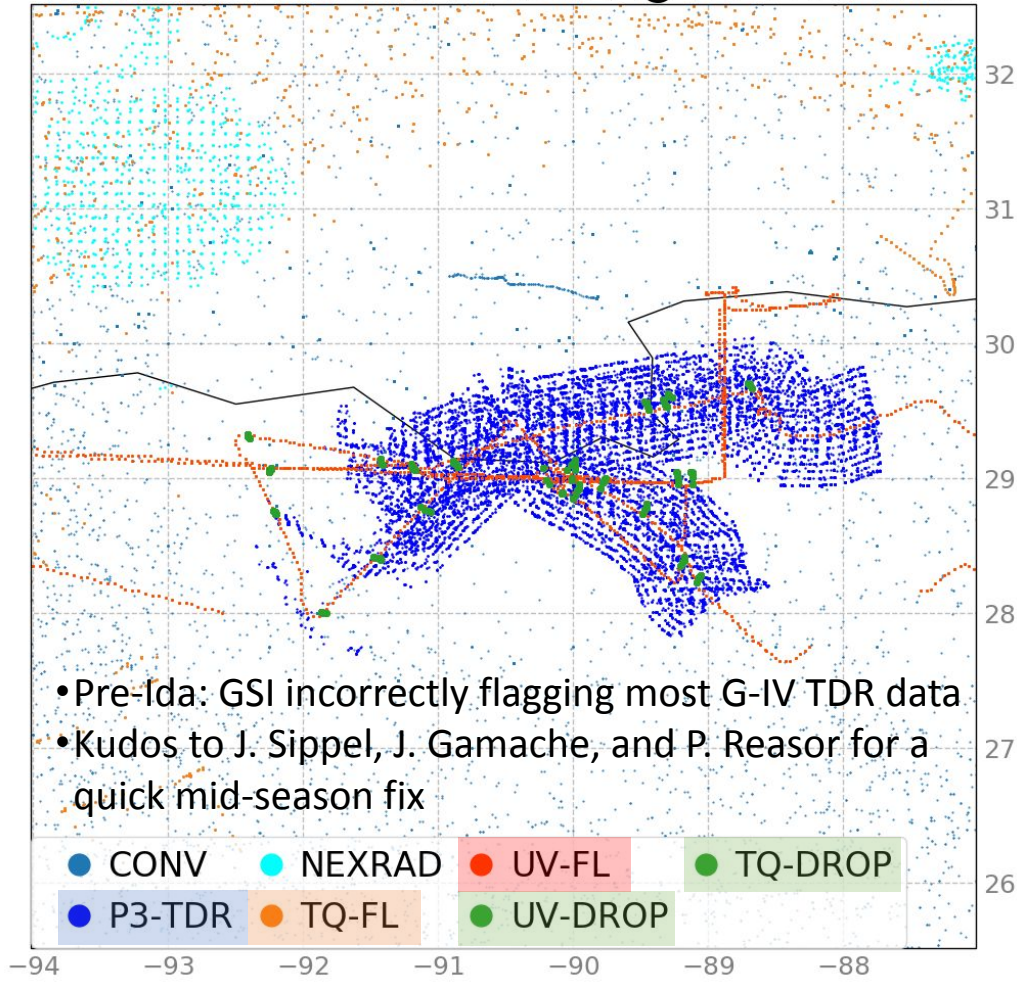 32
31
30
29
28
•Pre-Ida: GSI incorrectly flagging most G-IV TDR data
•Kudos to J. Sippel, J. Gamache, and P. Reasor for a
quick mid-season fix
27
CONV NEXRAD UV-FL TQ-DROP
26
P3-TDR TQ-FL UV-DROP
−94 −93 −92 −91 −90 −89 −88